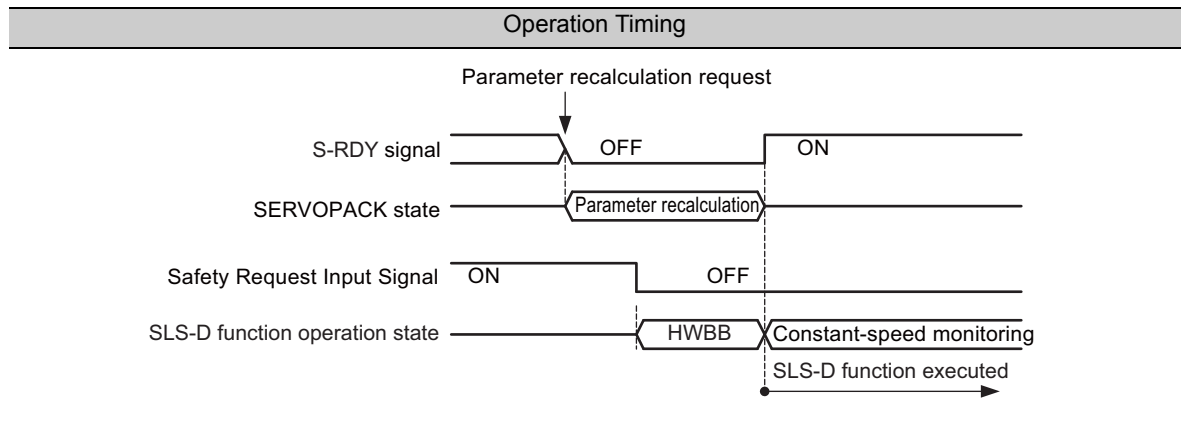 Operation Timing
Parameter recalculation request
S-RDY signal
OFF
ON
SERVOPACK state
Parameter recalculation
Safety Request Input Signal
ON
OFF
SLS-D function operation state
HWBB
Constant-speed monitoring
SLS-D function executed